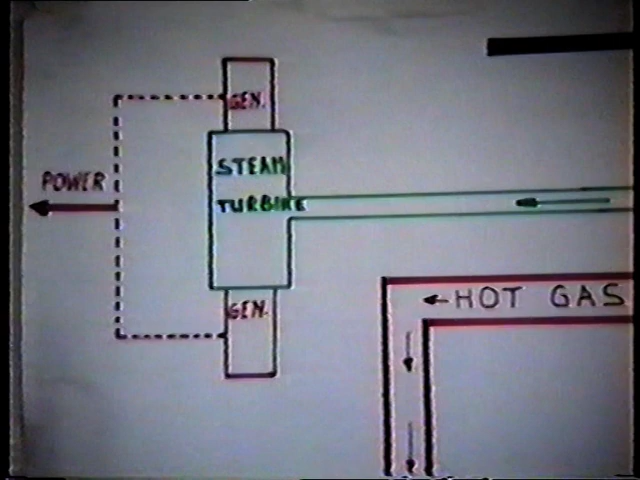 GEN.
STEAM
TURBINE
POWER
HOT GAS
GEN.